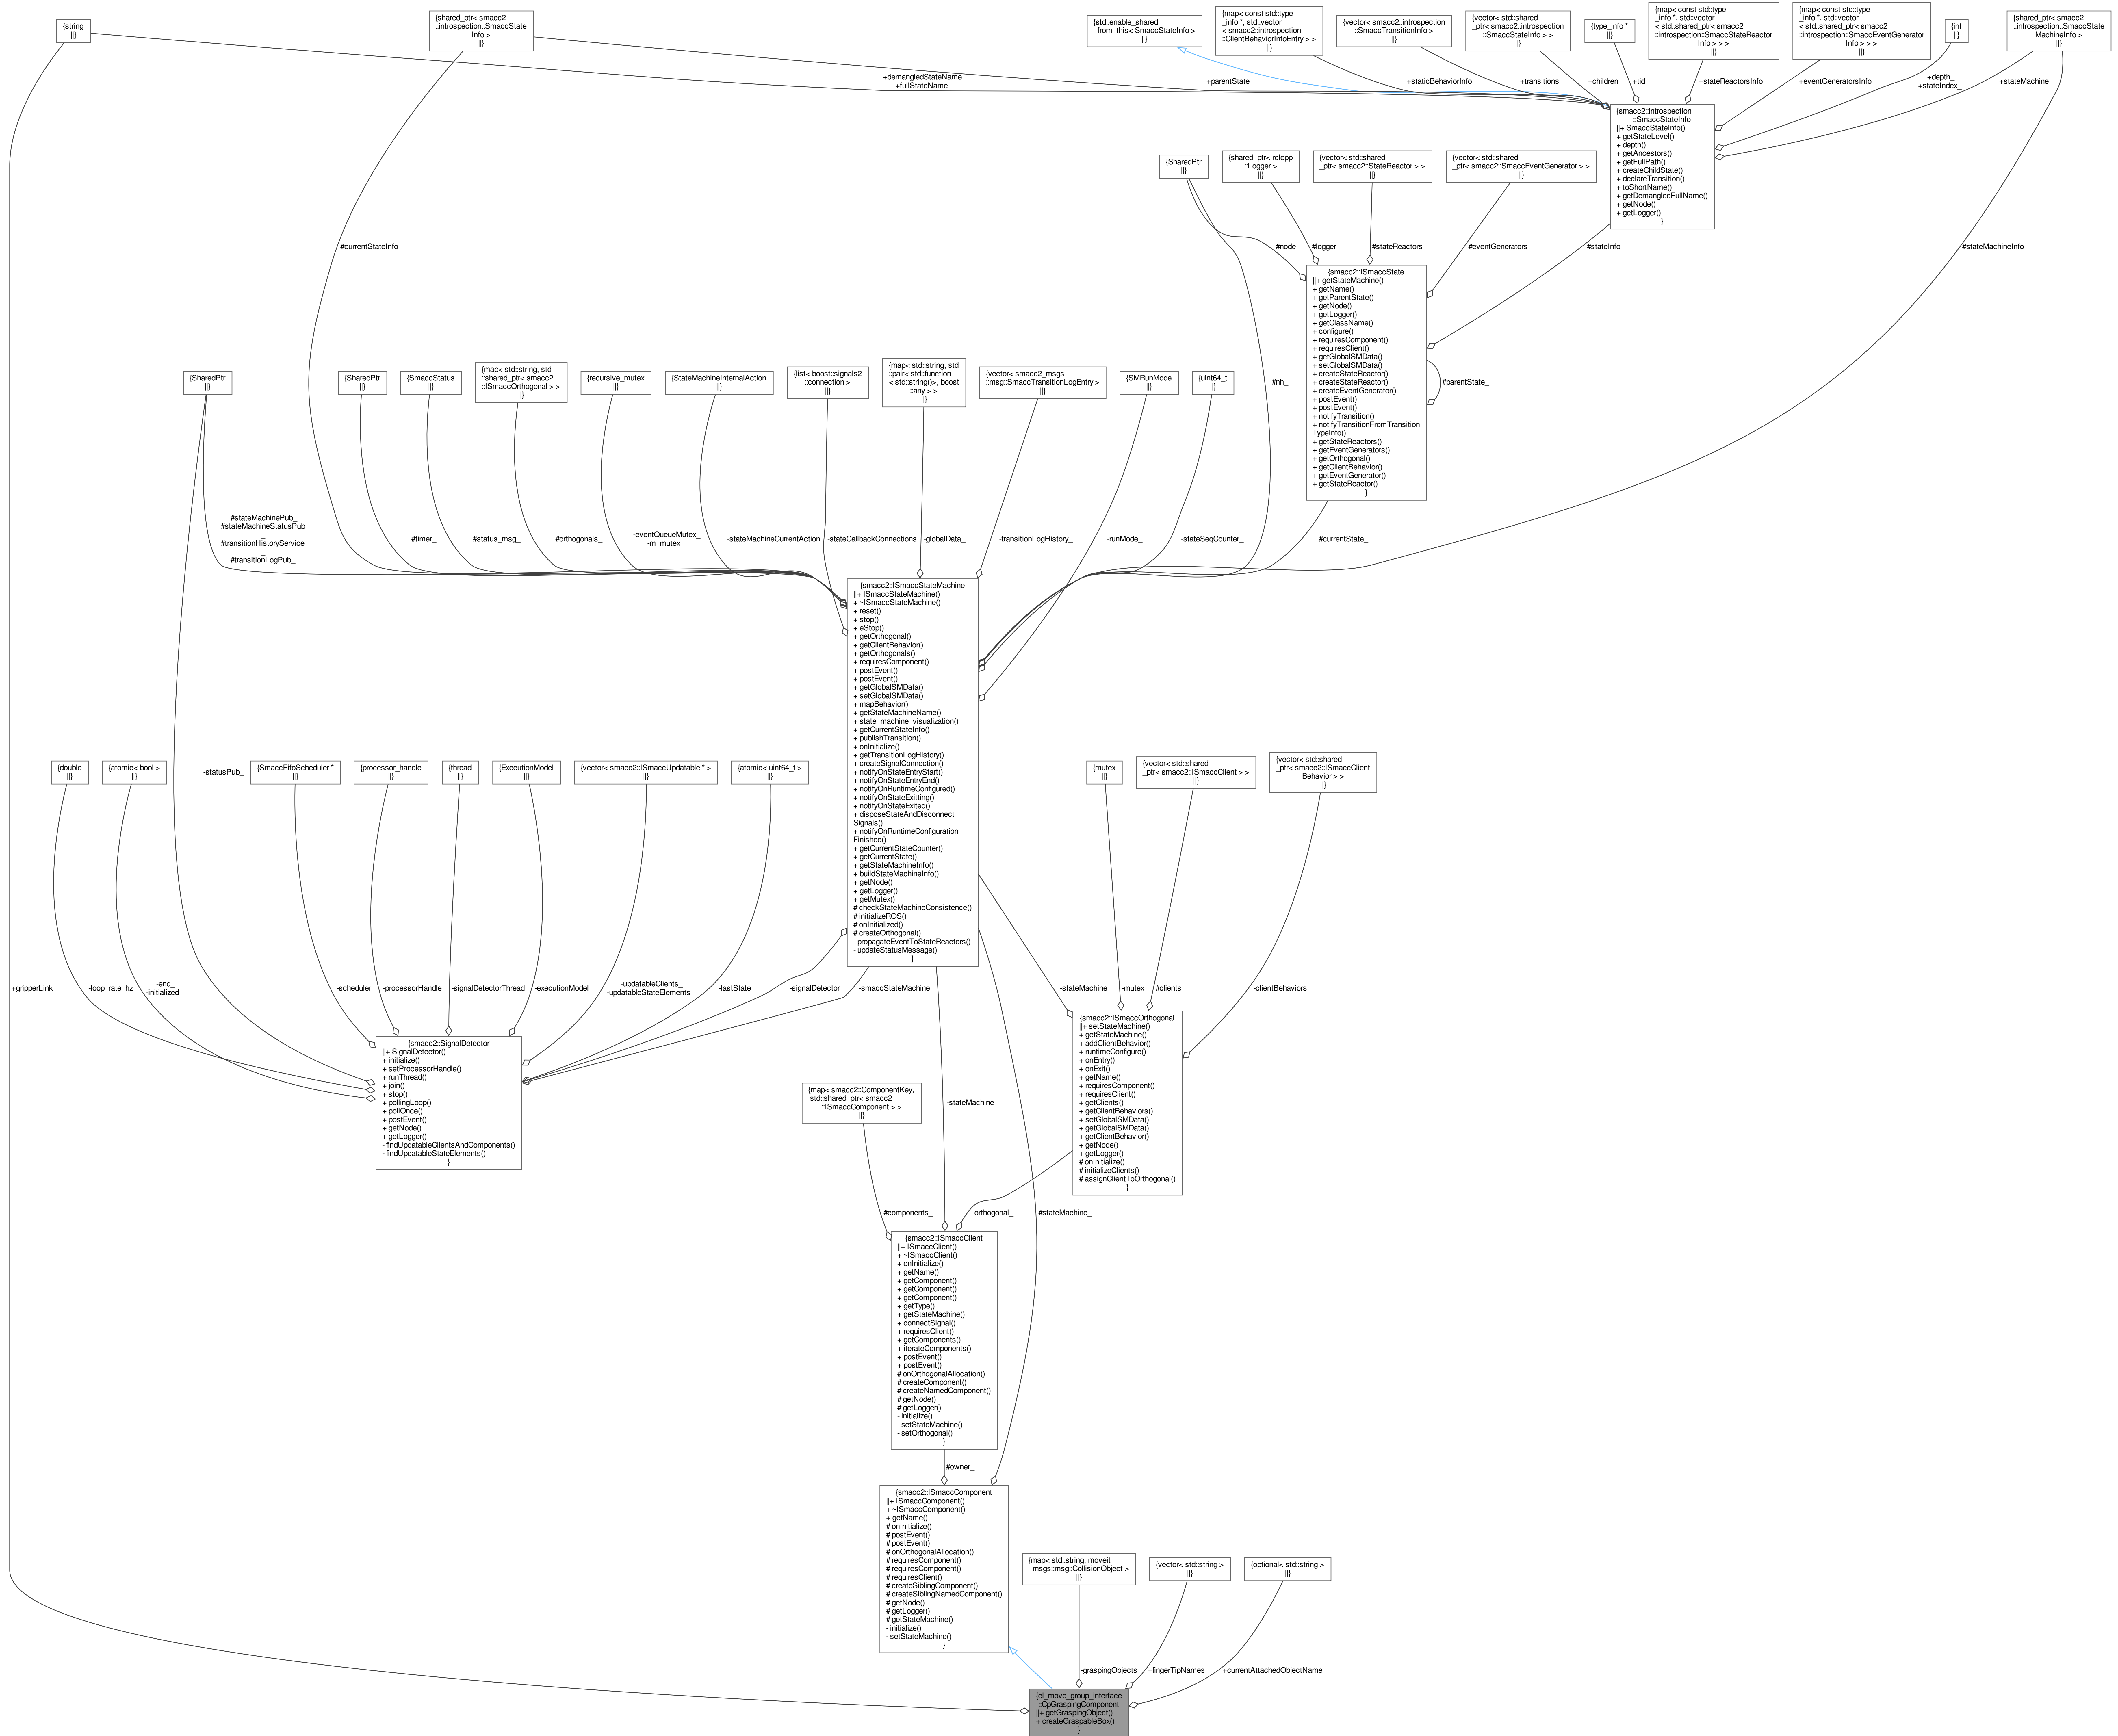 {string
||}
{shared_ptr< smacc2
::introspection::SmaccState
Info >
||}
{std::enable_shared
_from_this< SmaccStateInfo >
||}
{map< const std::type
_info *, std::vector
< smacc2::introspection
::ClientBehaviorInfoEntry > >
||}
{vector< smacc2::introspection
::SmaccTransitionInfo >
||}
{vector< std::shared
_ptr< smacc2::introspection
::SmaccStateInfo > >
||}
{type_info *
||}
{map< const std::type
_info *, std::vector
< std::shared_ptr< smacc2
::introspection::SmaccStateReactor
Info > > >
||}
{map< const std::type
_info *, std::vector
< std::shared_ptr< smacc2
::introspection::SmaccEventGenerator
Info > > >
||}
{int
||}
{shared_ptr< smacc2
::introspection::SmaccState
MachineInfo >
||}
+demangledStateName
+fullStateName
+parentState_
+staticBehaviorInfo
+transitions_
+children_
+tid_
+stateReactorsInfo
+eventGeneratorsInfo
+depth_
+stateIndex_
+stateMachine_
{smacc2::introspection
::SmaccStateInfo
||+ SmaccStateInfo()
+ getStateLevel()
+ depth()
+ getAncestors()
+ getFullPath()
+ createChildState()
+ declareTransition()
+ toShortName()
+ getDemangledFullName()
+ getNode()
+ getLogger()
}
{SharedPtr
||}
{shared_ptr< rclcpp
::Logger >
||}
{vector< std::shared
_ptr< smacc2::StateReactor > >
||}
{vector< std::shared
_ptr< smacc2::SmaccEventGenerator > >
||}
#currentStateInfo_
#node_
#logger_
#stateReactors_
#eventGenerators_
#stateInfo_
#stateMachineInfo_
{smacc2::ISmaccState
||+ getStateMachine()
+ getName()
+ getParentState()
+ getNode()
+ getLogger()
+ getClassName()
+ configure()
+ requiresComponent()
+ requiresClient()
+ getGlobalSMData()
+ setGlobalSMData()
+ createStateReactor()
+ createStateReactor()
+ createEventGenerator()
+ postEvent()
+ postEvent()
+ notifyTransition()
+ notifyTransitionFromTransition
TypeInfo()
+ getStateReactors()
+ getEventGenerators()
+ getOrthogonal()
+ getClientBehavior()
+ getEventGenerator()
+ getStateReactor()
}
#parentState_
#nh_
{SharedPtr
||}
{SharedPtr
||}
{SmaccStatus
||}
{map< std::string, std
::shared_ptr< smacc2
::ISmaccOrthogonal > >
||}
{recursive_mutex
||}
{StateMachineInternalAction
||}
{list< boost::signals2
::connection >
||}
{map< std::string, std
::pair< std::function
< std::string()>, boost
::any > >
||}
{vector< smacc2_msgs
::msg::SmaccTransitionLogEntry >
||}
{SMRunMode
||}
{uint64_t
||}
#stateMachinePub_
#stateMachineStatusPub
_
#transitionHistoryService
_
#transitionLogPub_
#timer_
#status_msg_
#orthogonals_
-eventQueueMutex_
-m_mutex_
-stateMachineCurrentAction
-stateCallbackConnections
-globalData_
-transitionLogHistory_
-runMode_
-stateSeqCounter_
#currentState_
{smacc2::ISmaccStateMachine
||+ ISmaccStateMachine()
+ ~ISmaccStateMachine()
+ reset()
+ stop()
+ eStop()
+ getOrthogonal()
+ getClientBehavior()
+ getOrthogonals()
+ requiresComponent()
+ postEvent()
+ postEvent()
+ getGlobalSMData()
+ setGlobalSMData()
+ mapBehavior()
+ getStateMachineName()
+ state_machine_visualization()
+ getCurrentStateInfo()
+ publishTransition()
+ onInitialize()
+ getTransitionLogHistory()
+ createSignalConnection()
+ notifyOnStateEntryStart()
+ notifyOnStateEntryEnd()
+ notifyOnRuntimeConfigured()
+ notifyOnStateExitting()
+ notifyOnStateExited()
+ disposeStateAndDisconnect
Signals()
+ notifyOnRuntimeConfiguration
Finished()
+ getCurrentStateCounter()
+ getCurrentState()
+ getStateMachineInfo()
+ buildStateMachineInfo()
+ getNode()
+ getLogger()
+ getMutex()
# checkStateMachineConsistence()
# initializeROS()
# onInitialized()
# createOrthogonal()
- propagateEventToStateReactors()
- updateStatusMessage()
}
{double
||}
{atomic< bool >
||}
-statusPub_
{SmaccFifoScheduler *
||}
{processor_handle
||}
{thread
||}
{ExecutionModel
||}
{vector< smacc2::ISmaccUpdatable * >
||}
{atomic< uint64_t >
||}
{mutex
||}
{vector< std::shared
_ptr< smacc2::ISmaccClient > >
||}
{vector< std::shared
_ptr< smacc2::ISmaccClient
Behavior > >
||}
+gripperLink_
-loop_rate_hz
-end_
-initialized_
-scheduler_
-processorHandle_
-signalDetectorThread_
-executionModel_
-updatableClients_
-updatableStateElements_
-lastState_
-signalDetector_
-smaccStateMachine_
-stateMachine_
-mutex_
#clients_
-clientBehaviors_
{smacc2::SignalDetector
||+ SignalDetector()
+ initialize()
+ setProcessorHandle()
+ runThread()
+ join()
+ stop()
+ pollingLoop()
+ pollOnce()
+ postEvent()
+ getNode()
+ getLogger()
- findUpdatableClientsAndComponents()
- findUpdatableStateElements()
}
{smacc2::ISmaccOrthogonal
||+ setStateMachine()
+ getStateMachine()
+ addClientBehavior()
+ runtimeConfigure()
+ onEntry()
+ onExit()
+ getName()
+ requiresComponent()
+ requiresClient()
+ getClients()
+ getClientBehaviors()
+ setGlobalSMData()
+ getGlobalSMData()
+ getClientBehavior()
+ getNode()
+ getLogger()
# onInitialize()
# initializeClients()
# assignClientToOrthogonal()
}
{map< smacc2::ComponentKey,
std::shared_ptr< smacc2
::ISmaccComponent > >
||}
-stateMachine_
#components_
-orthogonal_
#stateMachine_
{smacc2::ISmaccClient
||+ ISmaccClient()
+ ~ISmaccClient()
+ onInitialize()
+ getName()
+ getComponent()
+ getComponent()
+ getComponent()
+ getType()
+ getStateMachine()
+ connectSignal()
+ requiresClient()
+ getComponents()
+ iterateComponents()
+ postEvent()
+ postEvent()
# onOrthogonalAllocation()
# createComponent()
# createNamedComponent()
# getNode()
# getLogger()
- initialize()
- setStateMachine()
- setOrthogonal()
}
#owner_
{smacc2::ISmaccComponent
||+ ISmaccComponent()
+ ~ISmaccComponent()
+ getName()
# onInitialize()
# postEvent()
# postEvent()
# onOrthogonalAllocation()
# requiresComponent()
# requiresComponent()
# requiresClient()
# createSiblingComponent()
# createSiblingNamedComponent()
# getNode()
# getLogger()
# getStateMachine()
- initialize()
- setStateMachine()
}
{map< std::string, moveit
_msgs::msg::CollisionObject >
||}
{vector< std::string >
||}
{optional< std::string >
||}
-graspingObjects
+fingerTipNames
+currentAttachedObjectName
{cl_move_group_interface
::CpGraspingComponent
||+ getGraspingObject()
+ createGraspableBox()
}